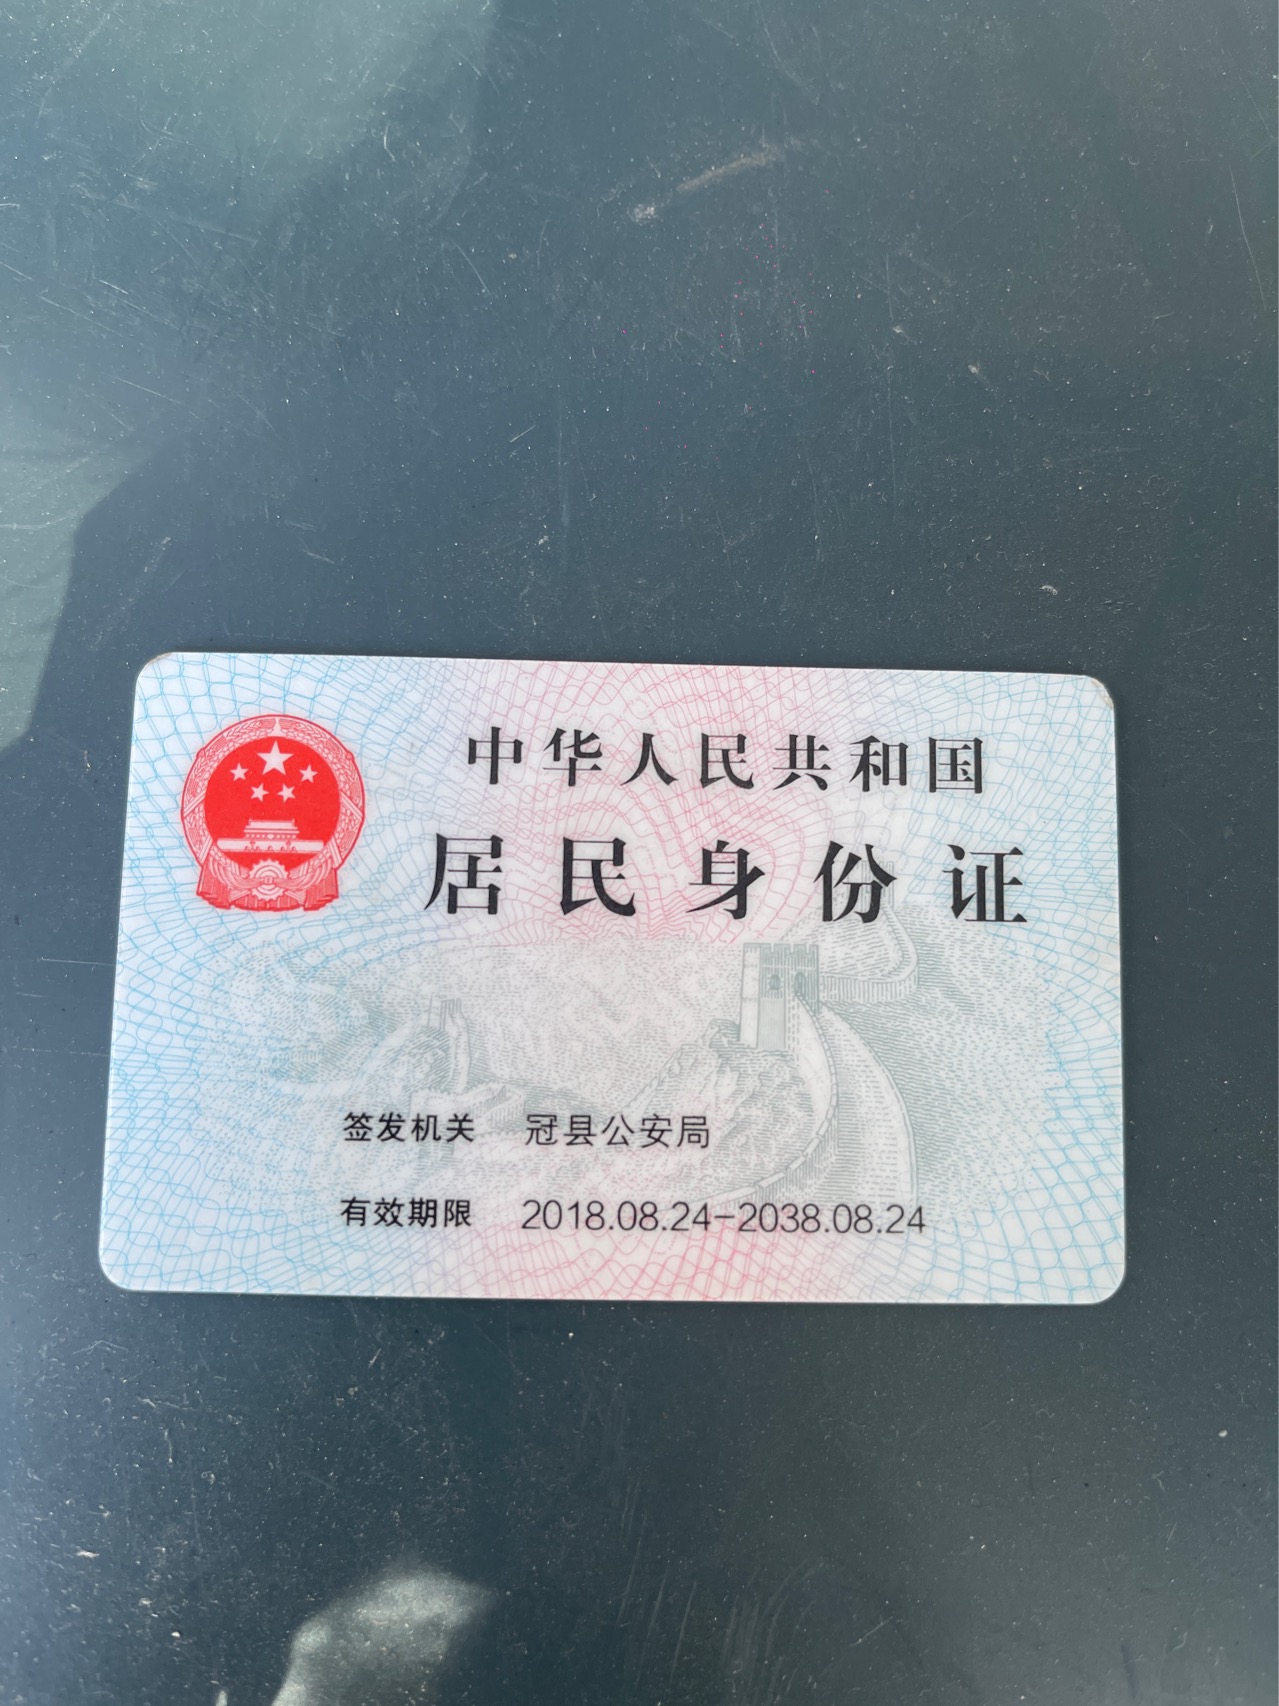 中华人民共和国
居民身份证
签发机关 冠县公安局
有效期限 2018.08.24-2038.08.24